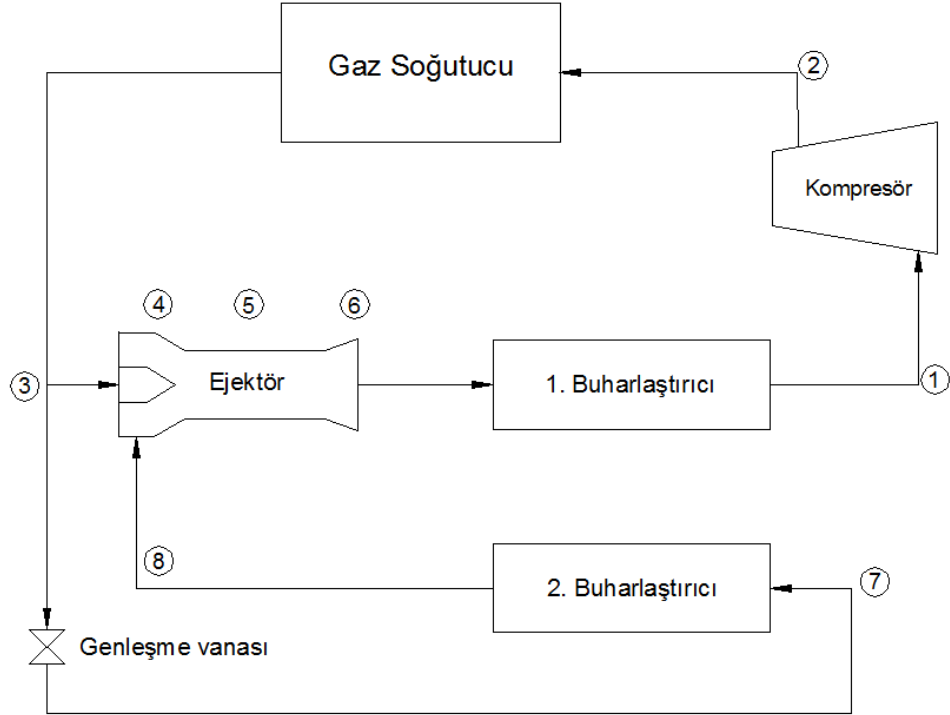 Gaz Soğutucu
2
Kompresör
4
5
6
3
Ejektör
1. Buharlaştırıcı
1
8
2. Buharlaştırıcı
7
Genleşme vanası